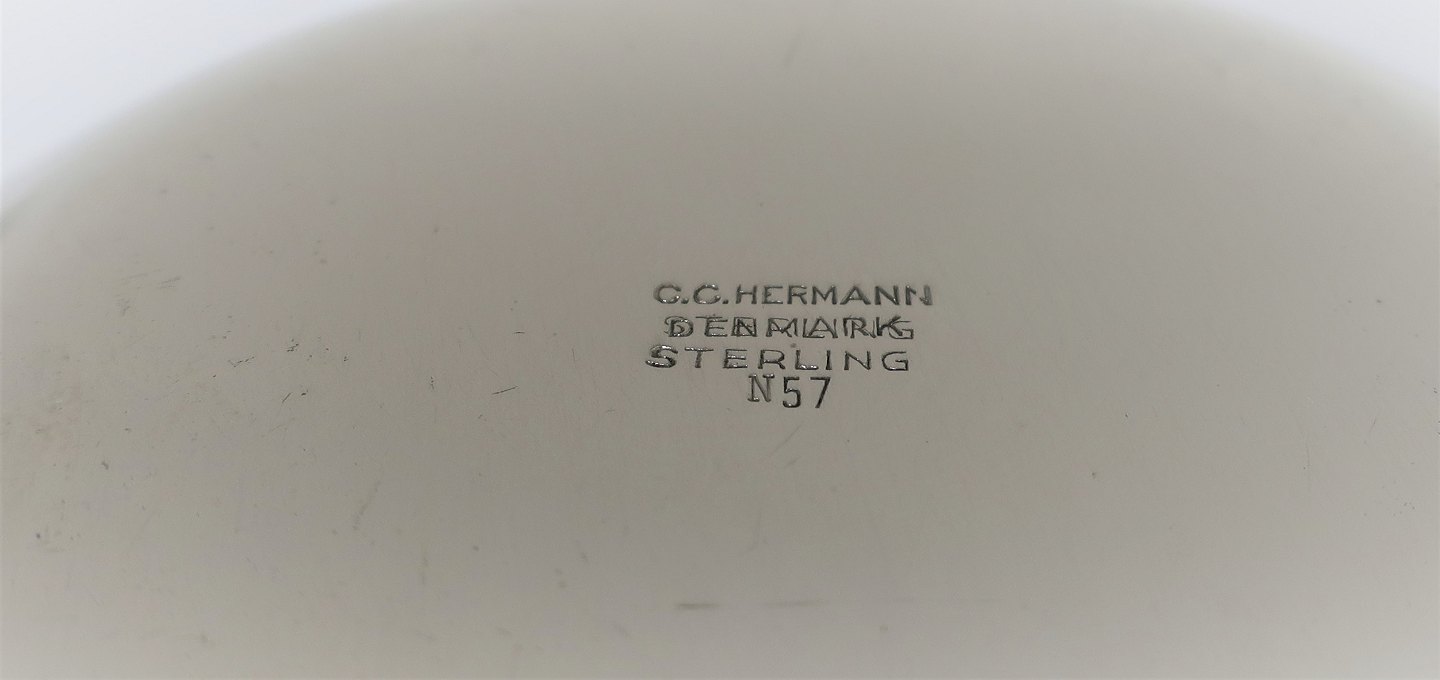 C.C.HERMANN
DENMARK
STERLING
N57